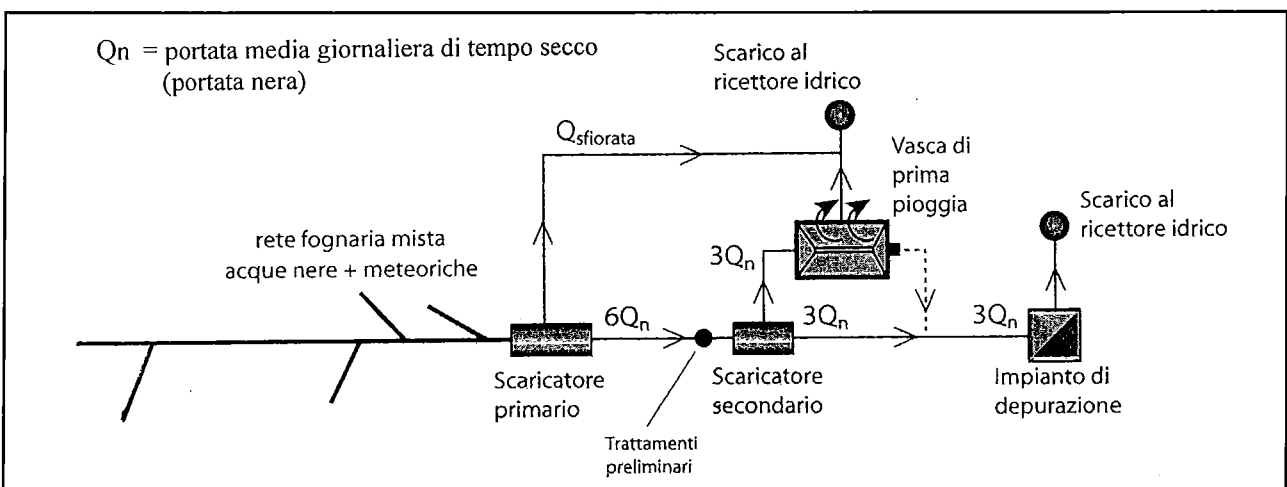 Qn = portata media giornaliera di tempo secco
(portata nera)
Scarico al
ricettore idrico
Qsfiorata
Vasca di
prima
pioggia
Scarico al
ricettore idrico
rete fognaria mista
acque nere + meteoriche
3Qn
6Qn
3Qn
3Qn
Scaricatore
primario
Scaricatore
secondario
Impianto di
depurazione
Trattamenti
preliminari